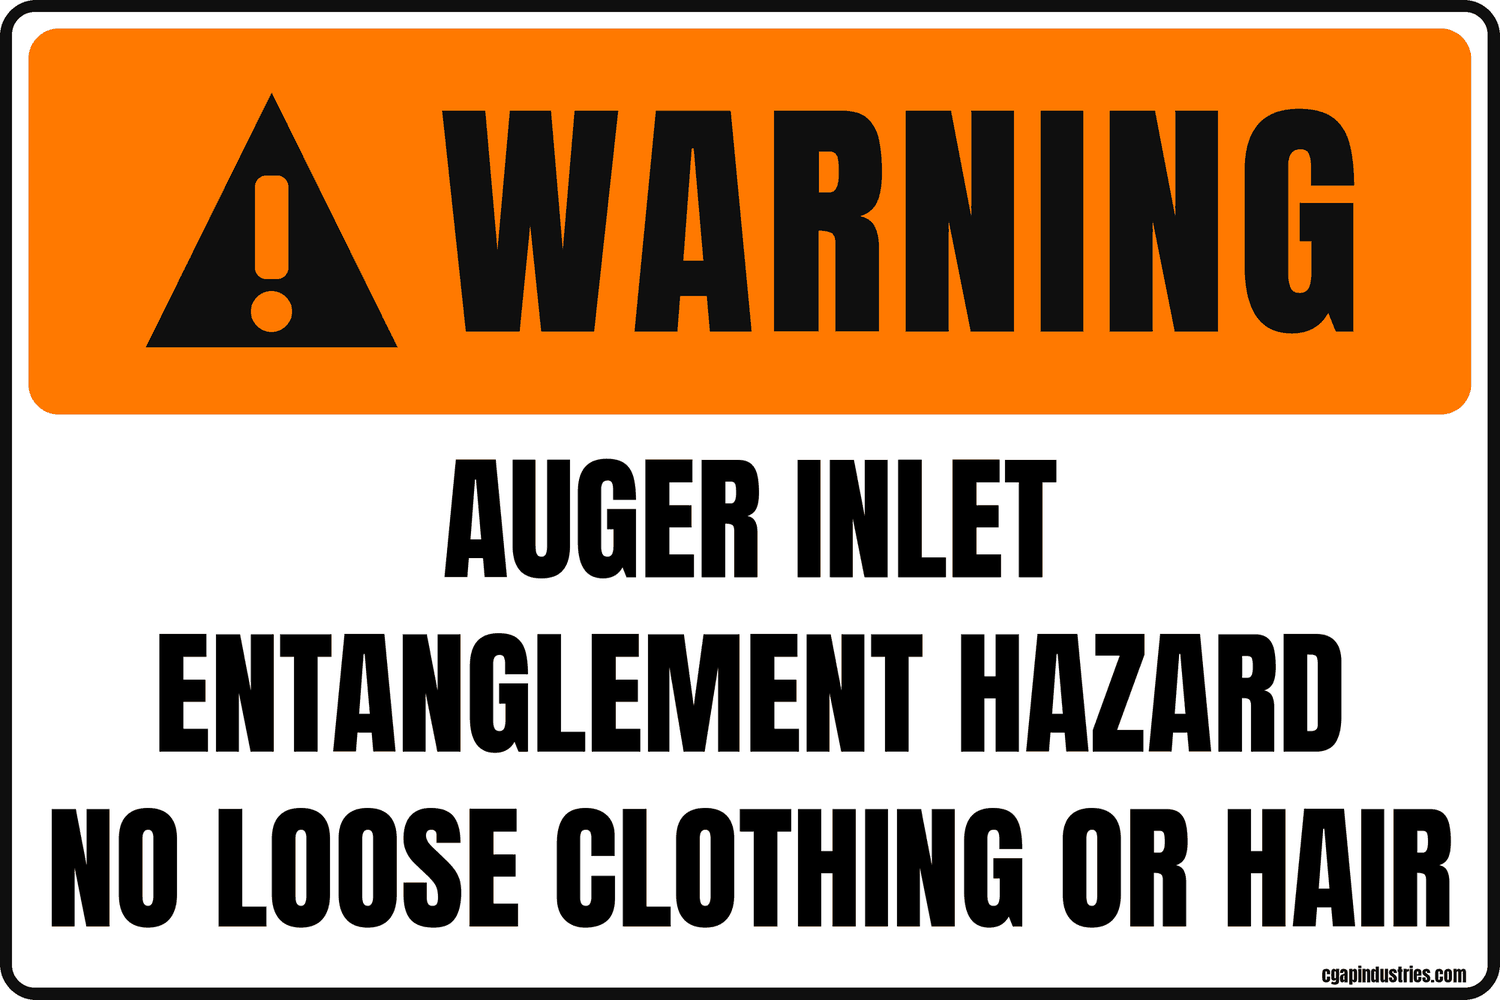 WARNING
AUGER INLET
ENTANGLEMENT HAZARD
NO LOOSE CLOTHING OR HAIR
cgapindustries.com